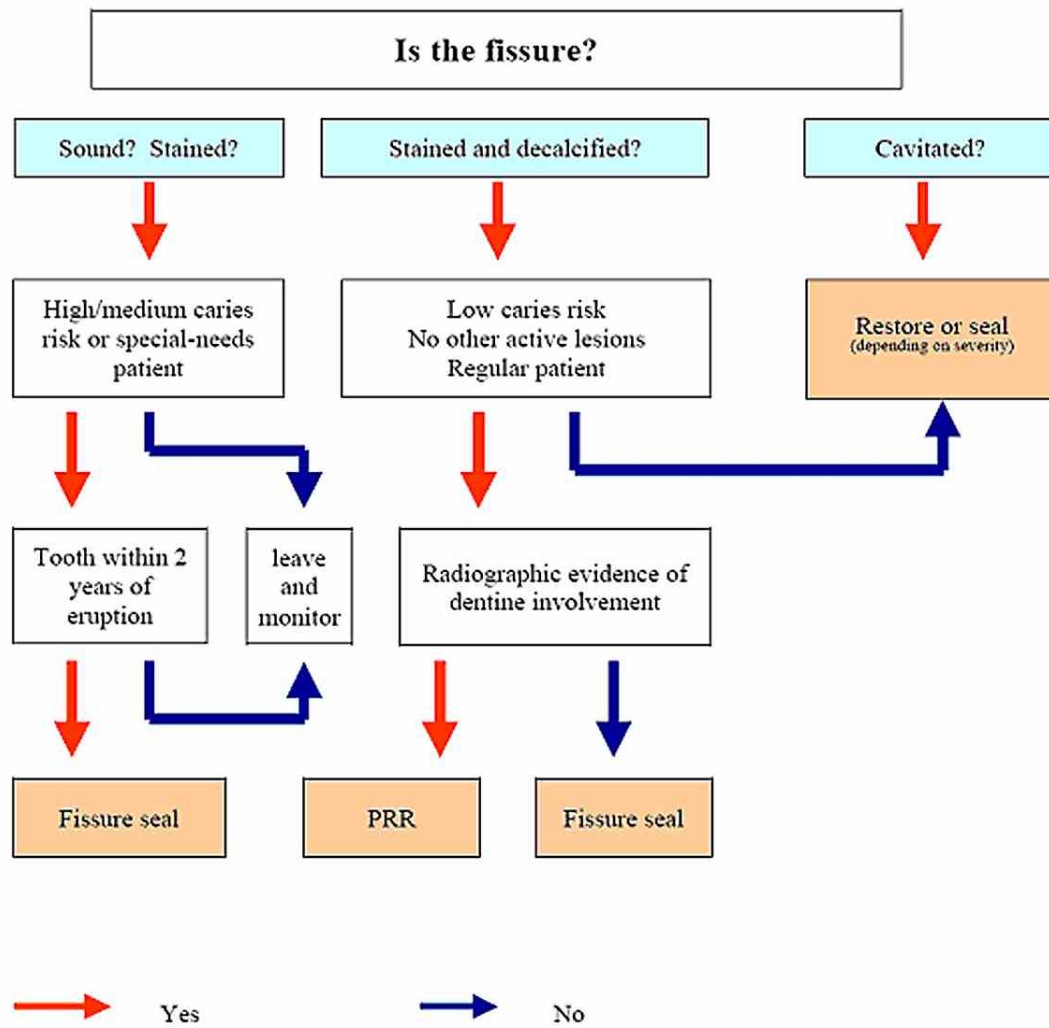 Is the fissure?
Sound? Stained?
Stained and decalcified?
Cavitated?
High/medium caries
risk or special-needs
patient
Low caries risk
No other active lesions
Regular patient
Restore or seal
(depending on severity)
Tooth within 2
years of
eruption
leave
and
monitor
Radiographic evidence of
dentine involvement
Fissure seal
PRR
Fissure seal
Yes
No